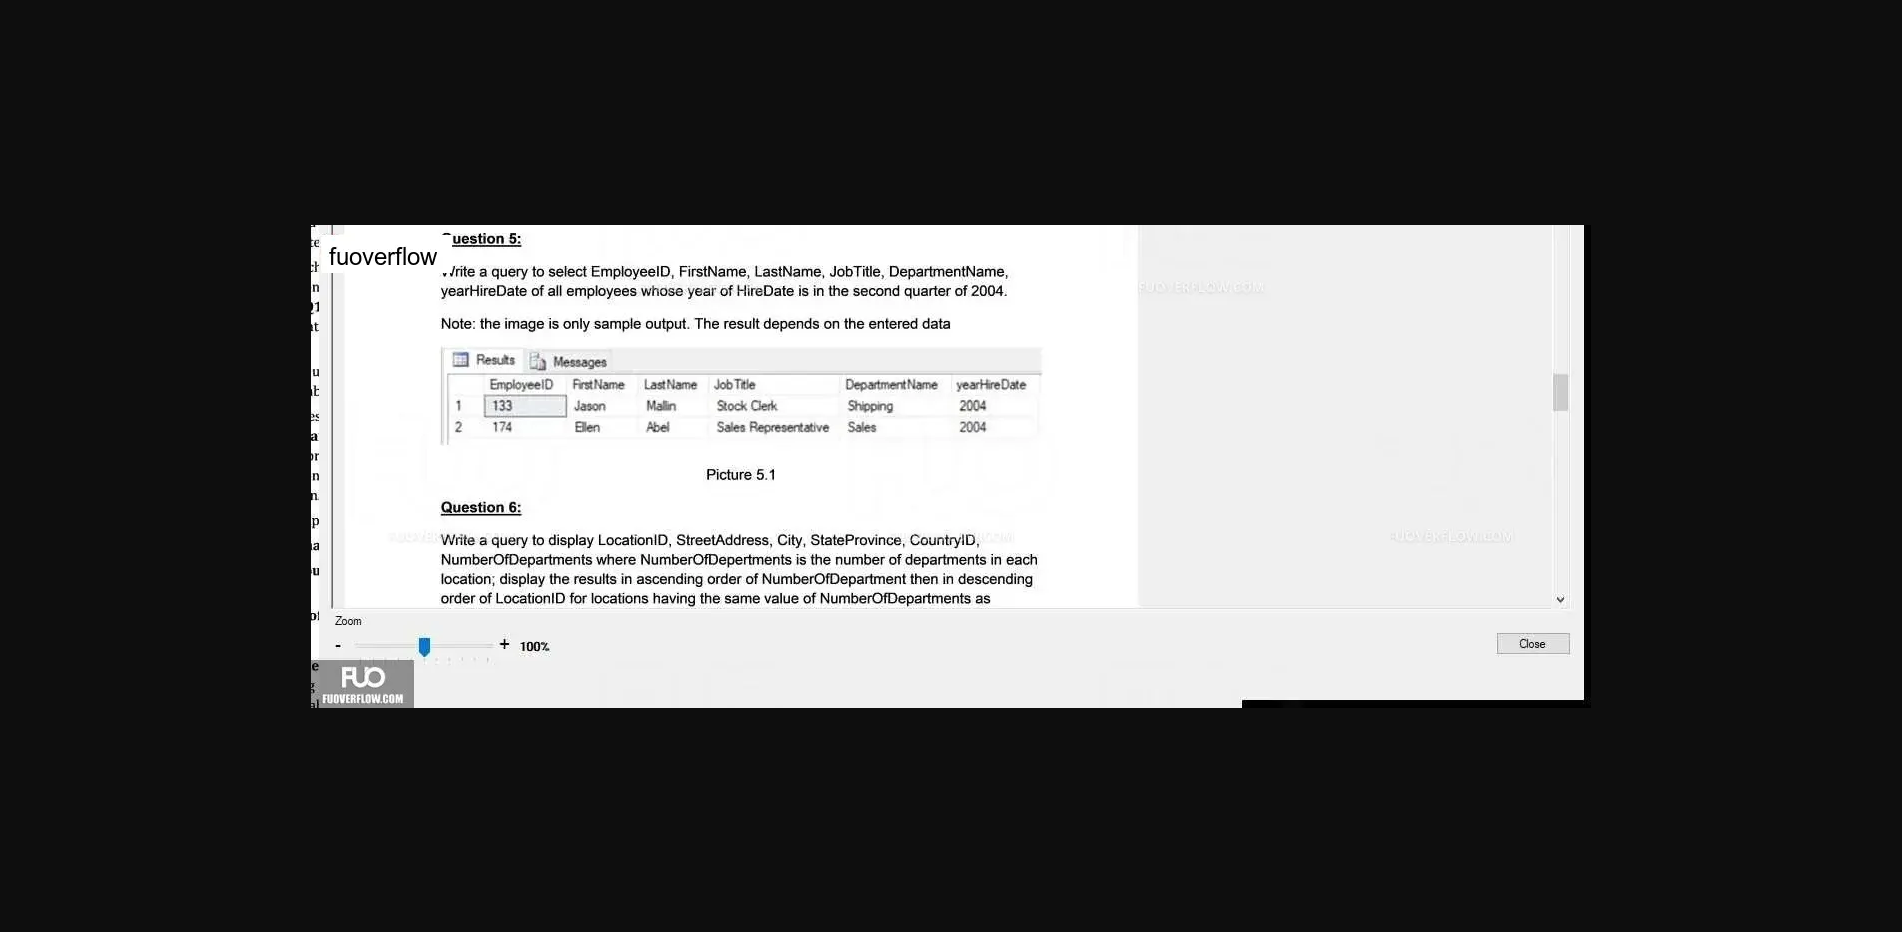 Question 5:
fuoverflow
Write a query to select EmployeeID, FirstName, LastName, JobTitle, DepartmentName,
yearHireDate of all employees whose year of HireDate is in the second quarter of 2004.
FUOVERFLOW.COM
Note: the image is only sample output. The result depends on the entered data
Results Messages
EmployeeID FirstName LastName JobTitle DepartmentName yearHireDate
1 133 Jason Mallin Stock Clerk Shipping 2004
2 174 Ellen Abel Sales Representative Sales 2004
Picture 5.1
Question 6:
FUOVERFLOW.COM
Write a query to display LocationID, StreetAddress, City, StateProvince, CountryID,
NumberOfDepartments where NumberOfDepertments is the number of departments in each
location; display the results in ascending order of NumberOfDepartment then in descending
order of LocationID for locations having the same value of NumberOfDepartments as
Zoom
- + 100%
Close
FUO
FUOVERFLOW.COM